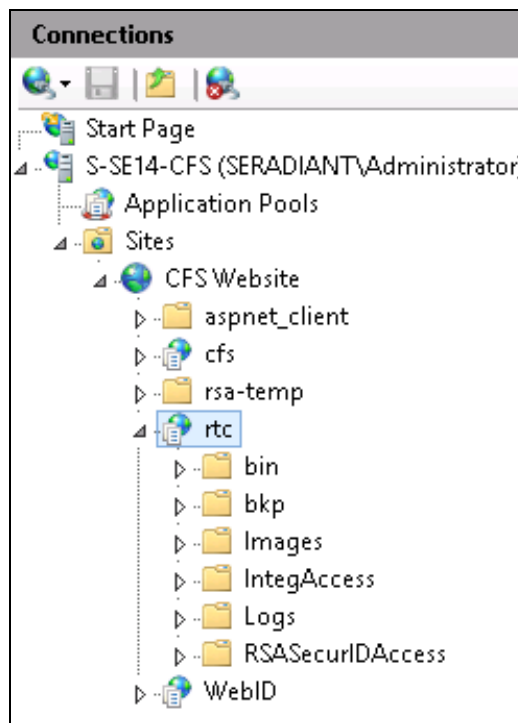 Connections
Start Page
S-SE14-CFS (SERADIANT\Administrator)
Application Pools
Sites
CFS Website
aspnet_client
cfs
rsa-temp
rtc
bin
bkp
Images
IntegAccess
Logs
RSASecurIDAccess
WebID